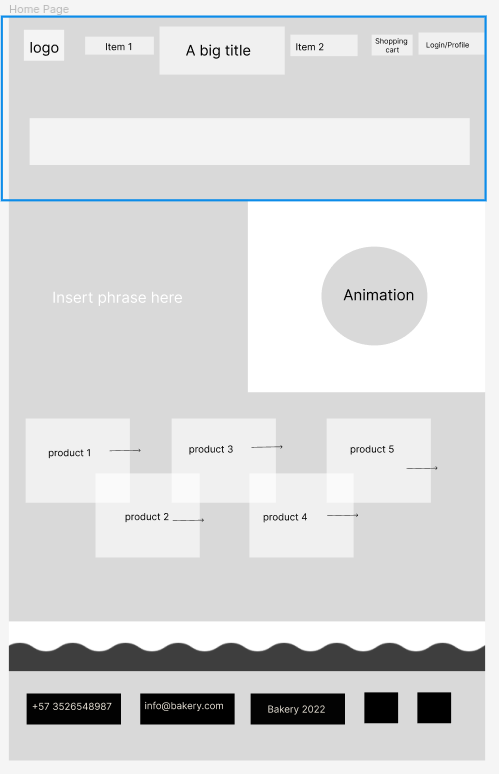 Home Page
logo
Item 1
A big title
Item 2
Shopping
cart
Login/Profile
Insert phrase here
Animation
product 1
product 3
product 5
product 2
product 4
+57 3526548987
info@bakery.com
Bakery 2022